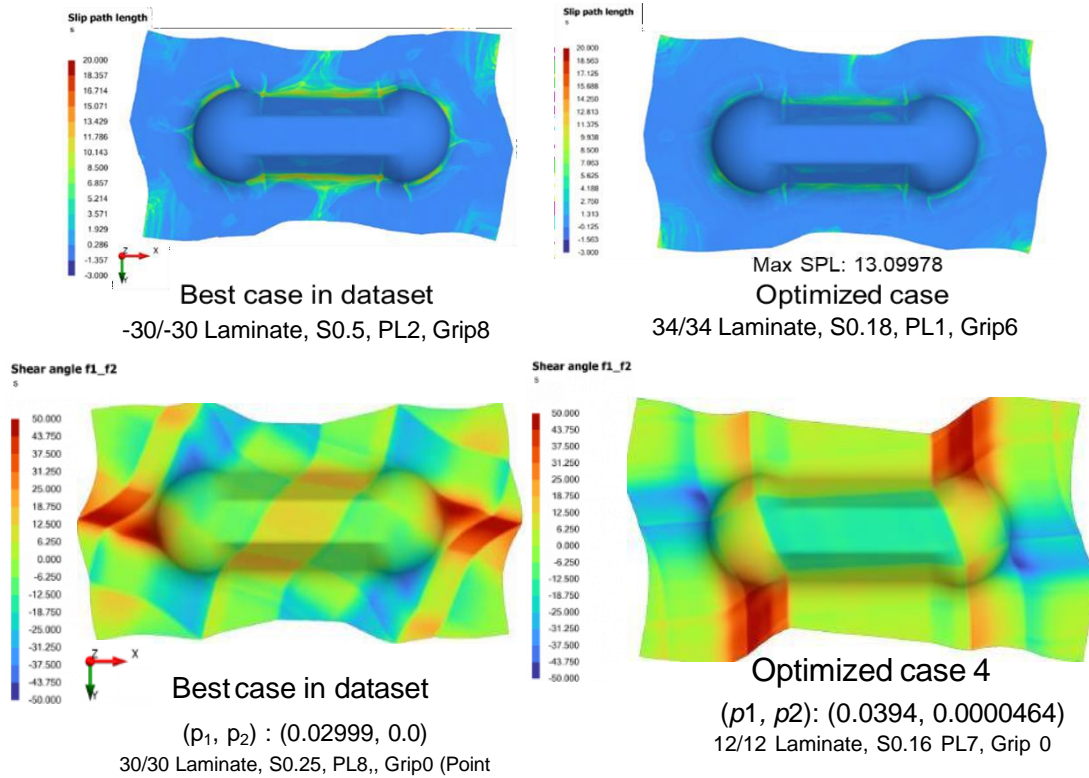 Slip path length
s
20.000
18.357
16.714
15.071
13.429
11.786
10.143
8.500
6.857
5.214
3.571
1.929
0.286
-1.357
-3.000
Z
X
Y
Best case in dataset
-30/-30 Laminate, S0.5, PL2, Grip8
Slip path length
s
20.000
18.563
17.125
15.688
14.250
12.813
11.375
9.938
8.500
7.063
5.625
4.188
2.750
1.313
-0.125
-1.563
-3.000
Max SPL: 13.09978
Optimized case
34/34 Laminate, S0.18, PL1, Grip6
Shear angle f1_f2
s
50.000
43.750
37.500
31.250
25.000
18.750
12.500
6.250
0.000
-6.250
-12.500
-18.750
-25.000
-31.250
-37.500
-43.750
-50.000
Z
X
Y
Best case in dataset
(p₁, p₂) : (0.02999, 0.0)
30/30 Laminate, S0.25, PL8,, Grip0 (Point
Shear angle f1_f2
s
50.000
43.750
37.500
31.250
25.000
18.750
12.500
6.250
0.000
-6.250
-12.500
-18.750
-25.000
-31.250
-37.500
-43.750
-50.000
Optimized case 4
(p1, p2): (0.0394, 0.0000464)
12/12 Laminate, S0.16 PL7, Grip 0